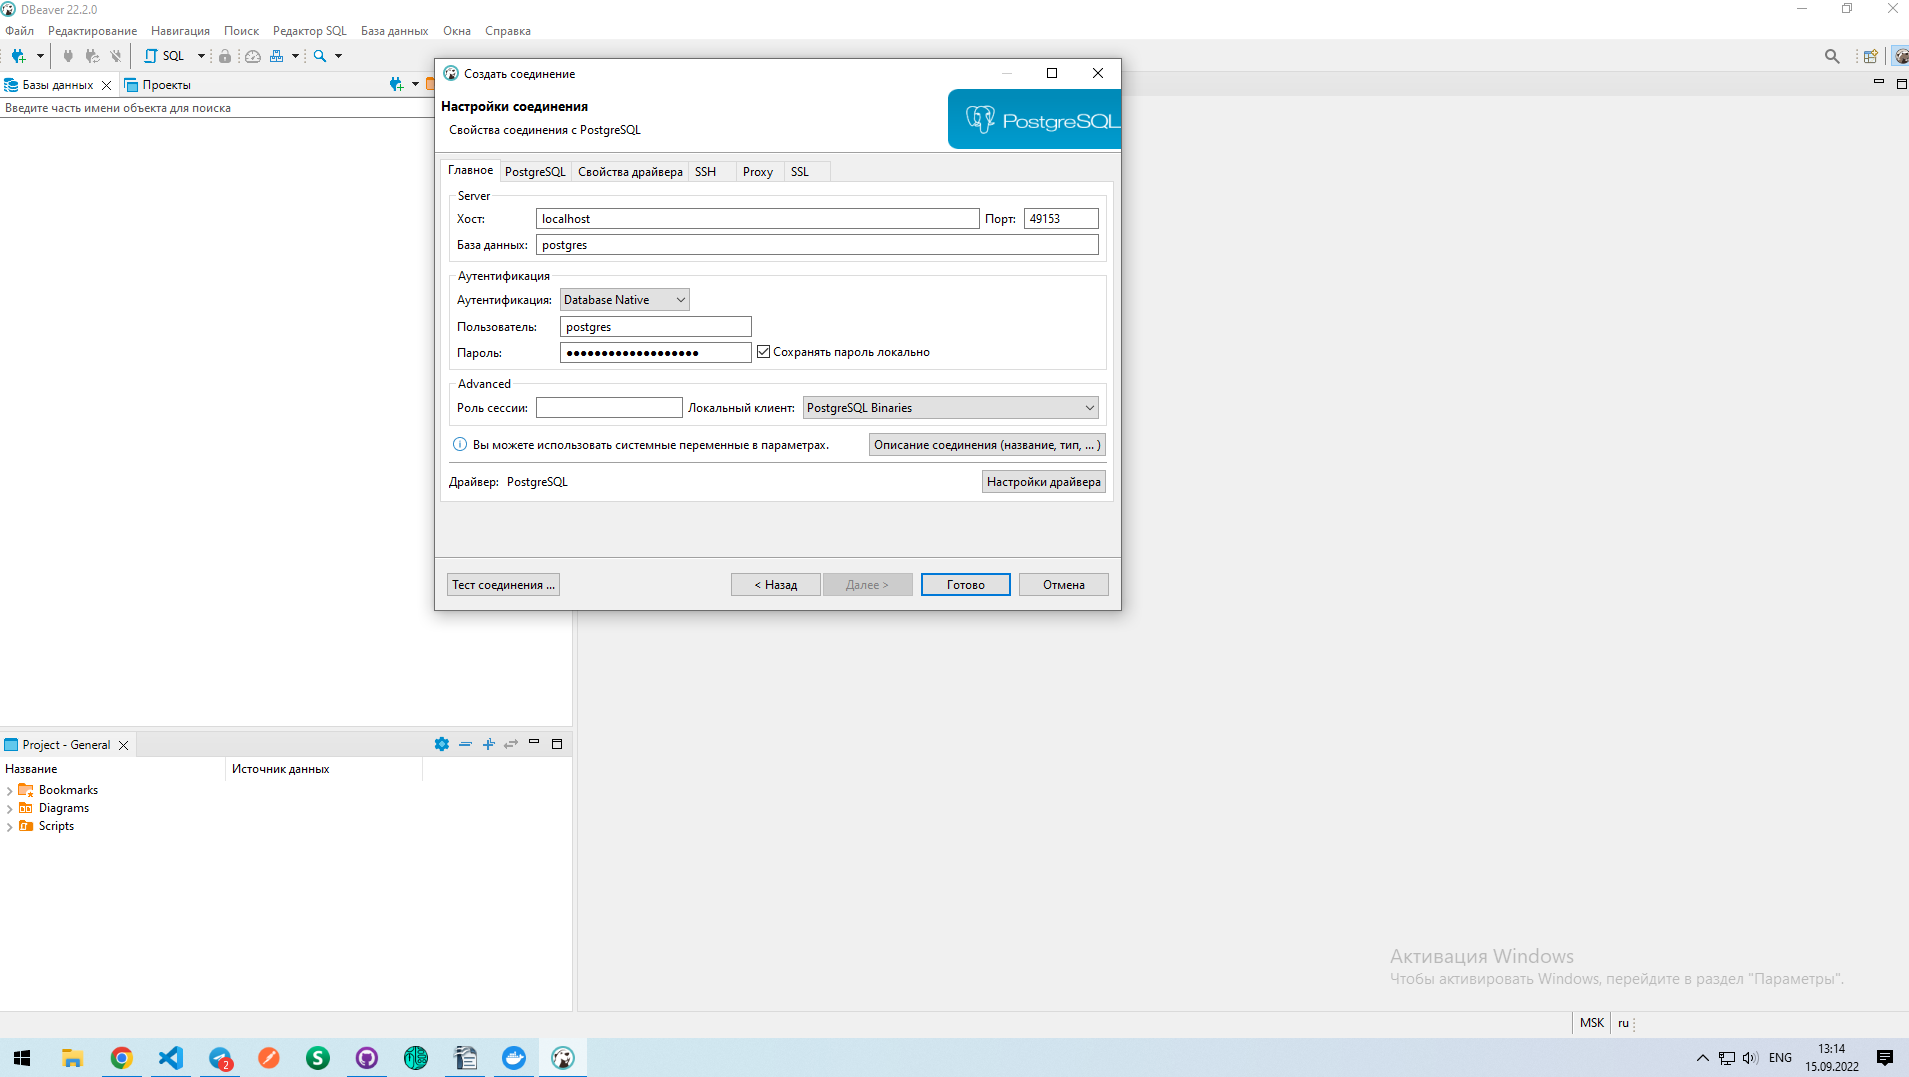 DBeaver 22.2.0
Файл Редактирование Навигация Поиск Редактор SQL База данных Окна Справка
SQL
Базы данных Проекты
Введите часть имени объекта для поиска
Создать соединение
Настройки соединения
Свойства соединения с PostgreSQL
PostgreSQL
Главное PostgreSQL Свойства драйвера SSH Proxy SSL
Server
Хост: localhost Порт: 49153
База данных: postgres
Аутентификация
Аутентификация: Database Native
Пользователь: postgres
Пароль: ●●●●●●●●●●●●●●●●●●● Сохранять пароль локально
Advanced
Роль сессии: Локальный клиент: PostgreSQL Binaries
Вы можете использовать системные переменные в параметрах. Описание соединения (название, тип, ... )
Драйвер: PostgreSQL Настройки драйвера
Тест соединения ... < Назад Далее > Готово Отмена
Project - General
Название Источник данных
Bookmarks
Diagrams
Scripts
Активация Windows
Чтобы активировать Windows, перейдите в раздел "Параметры".
MSK ru
2
S
ENG
13:14
15.09.2022